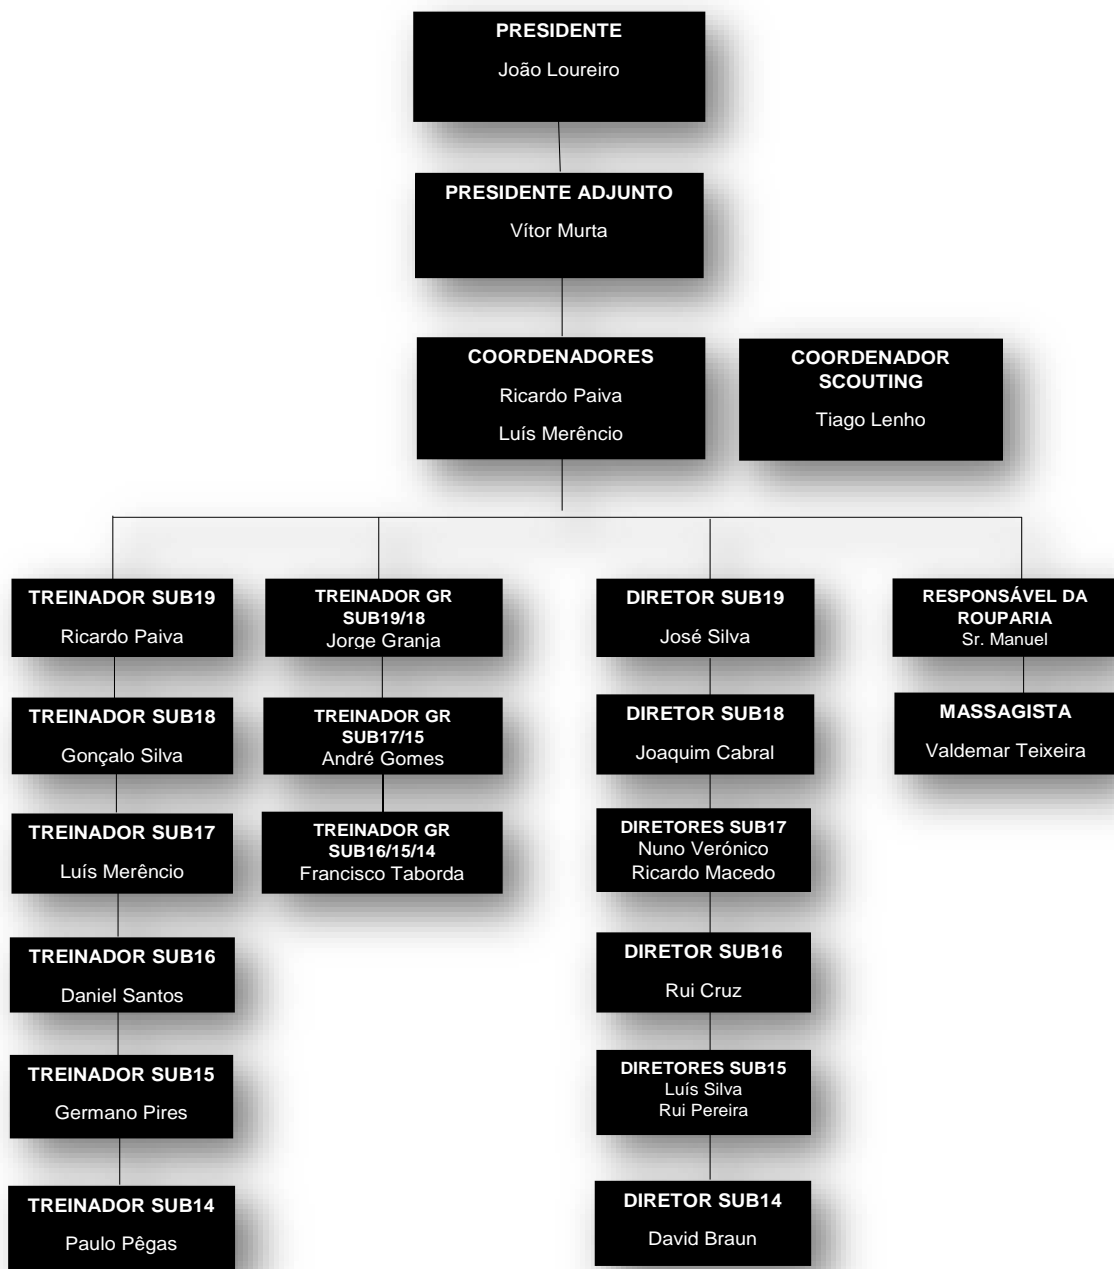 PRESIDENTE
João Loureiro
PRESIDENTE ADJUNTO
Vítor Murta
COORDENADORES
Ricardo Paiva
Luís Merêncio
COORDENADOR
SCOUTING
Tiago Lenho
TREINADOR SUB19
Ricardo Paiva
TREINADOR SUB18
Gonçalo Silva
TREINADOR SUB17
Luís Merêncio
TREINADOR SUB16
Daniel Santos
TREINADOR SUB15
Germano Pires
TREINADOR SUB14
Paulo Pêgas
TREINADOR GR
SUB19/18
Jorge Granja
TREINADOR GR
SUB17/15
André Gomes
TREINADOR GR
SUB16/15/14
Francisco Taborda
DIRETOR SUB19
José Silva
DIRETOR SUB18
Joaquim Cabral
DIRETORES SUB17
Nuno Verónico
Ricardo Macedo
DIRETOR SUB16
Rui Cruz
DIRETORES SUB15
Luís Silva
Rui Pereira
DIRETOR SUB14
David Braun
RESPONSÁVEL DA
ROUPARIA
Sr. Manuel
MASSAGISTA
Valdemar Teixeira